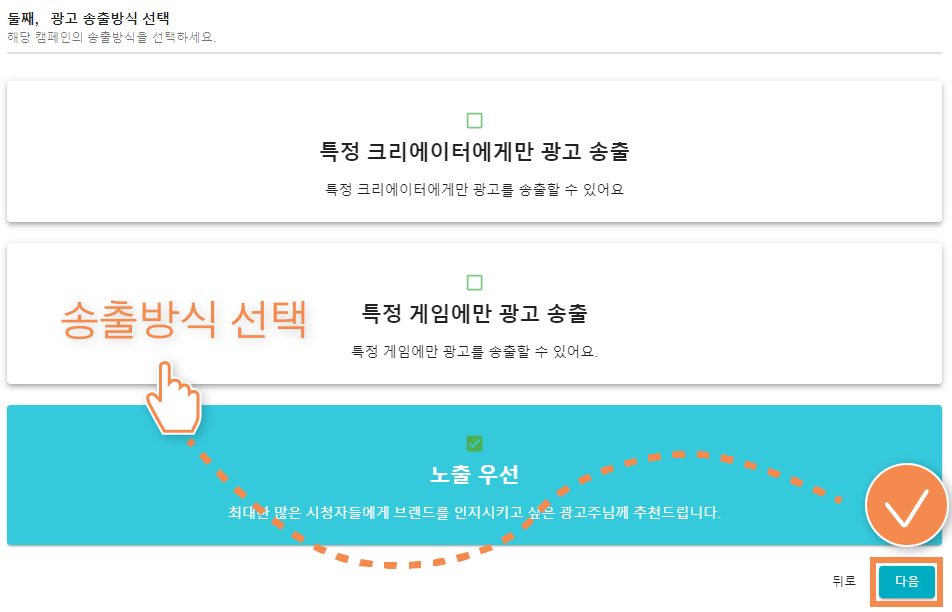 둘째, 광고 송출방식 선택
해당 캠페인의 송출방식을 선택하세요.
특정 크리에이터에게만 광고 송출
특정 크리에이터에게만 광고를 송출할 수 있어요
송출방식 선택
특정 게임에만 광고 송출
특정 게임에만 광고를 송출할 수 있어요.
노출 우선
최대한 많은 시청자들에게 브랜드를 인지시키고 싶은 광고주님께 추천드립니다.
뒤로
다음